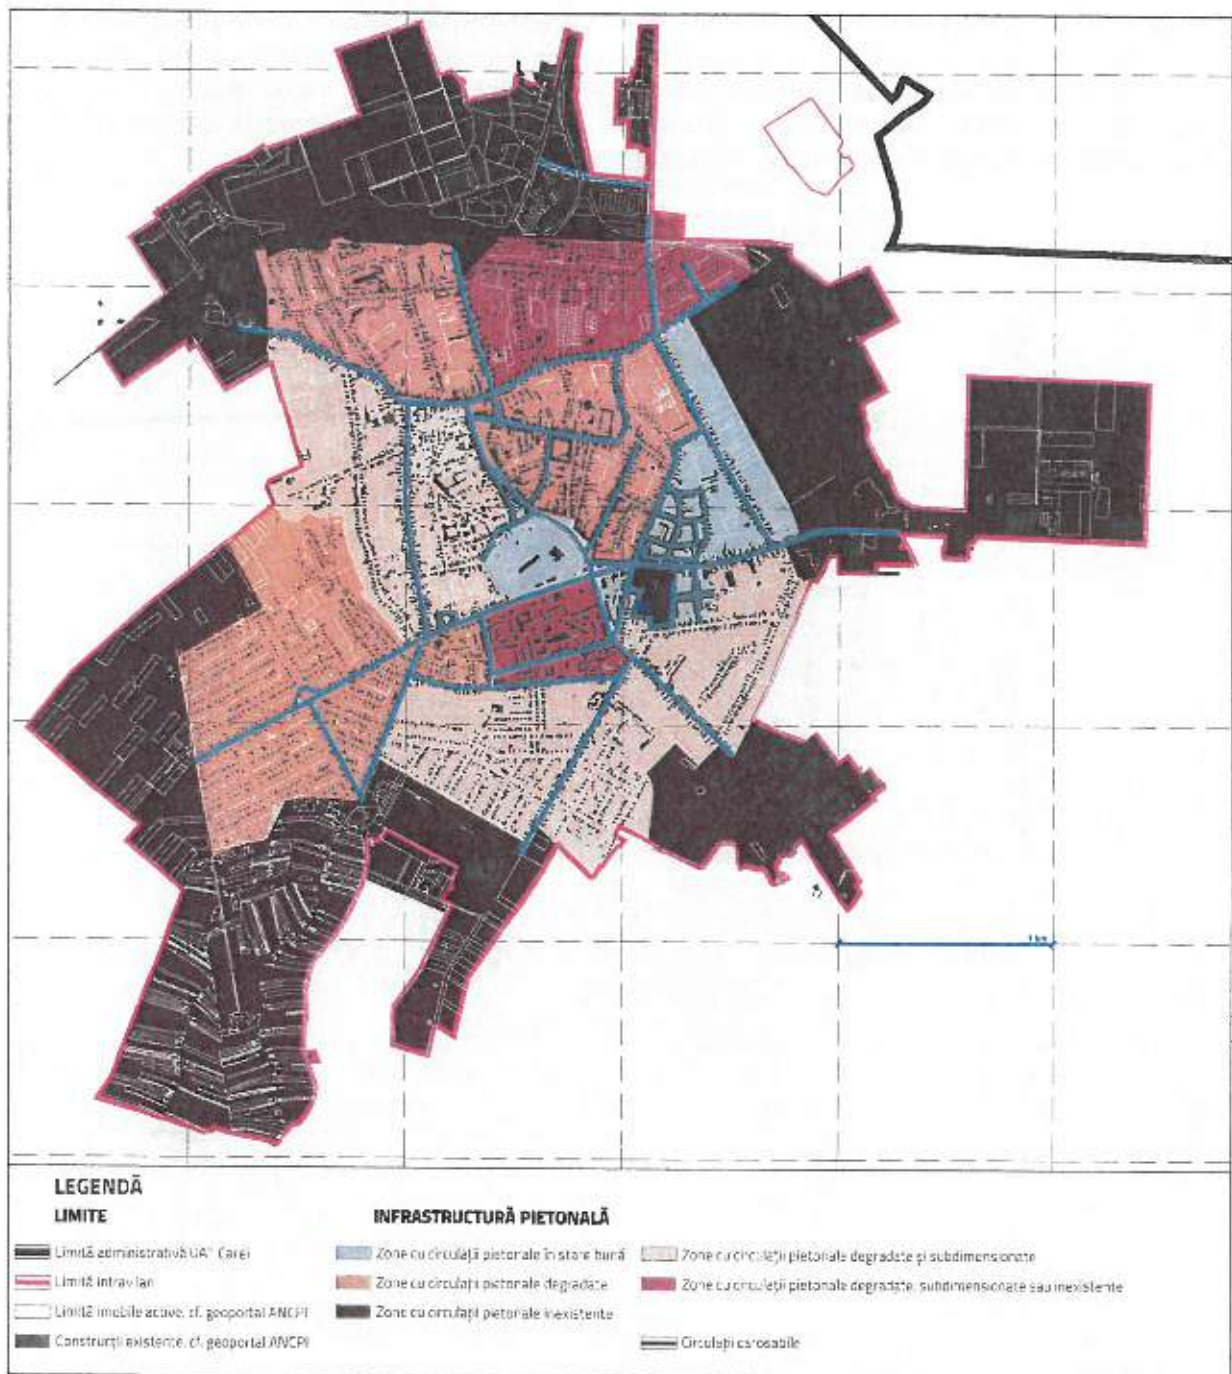 1 km
LEGENDĂ
LIMITE
INFRASTRUCTURĂ PIETONALĂ
Limită administrativă UAT Carei
Zone cu circulații pietonale în stare bună
Zone cu circulații pietonale degradate și subdimensionate
Limită intravilan
Zone cu circulații pietonale degradate
Zone cu circulații pietonale degradate, subdimensionate sau inexistente
Limită imobile active, cf. geoportal ANCPI
Zone cu circulații pietonale inexistente
Construcții existente, cf. geoportal ANCPI
Circulații carosabile